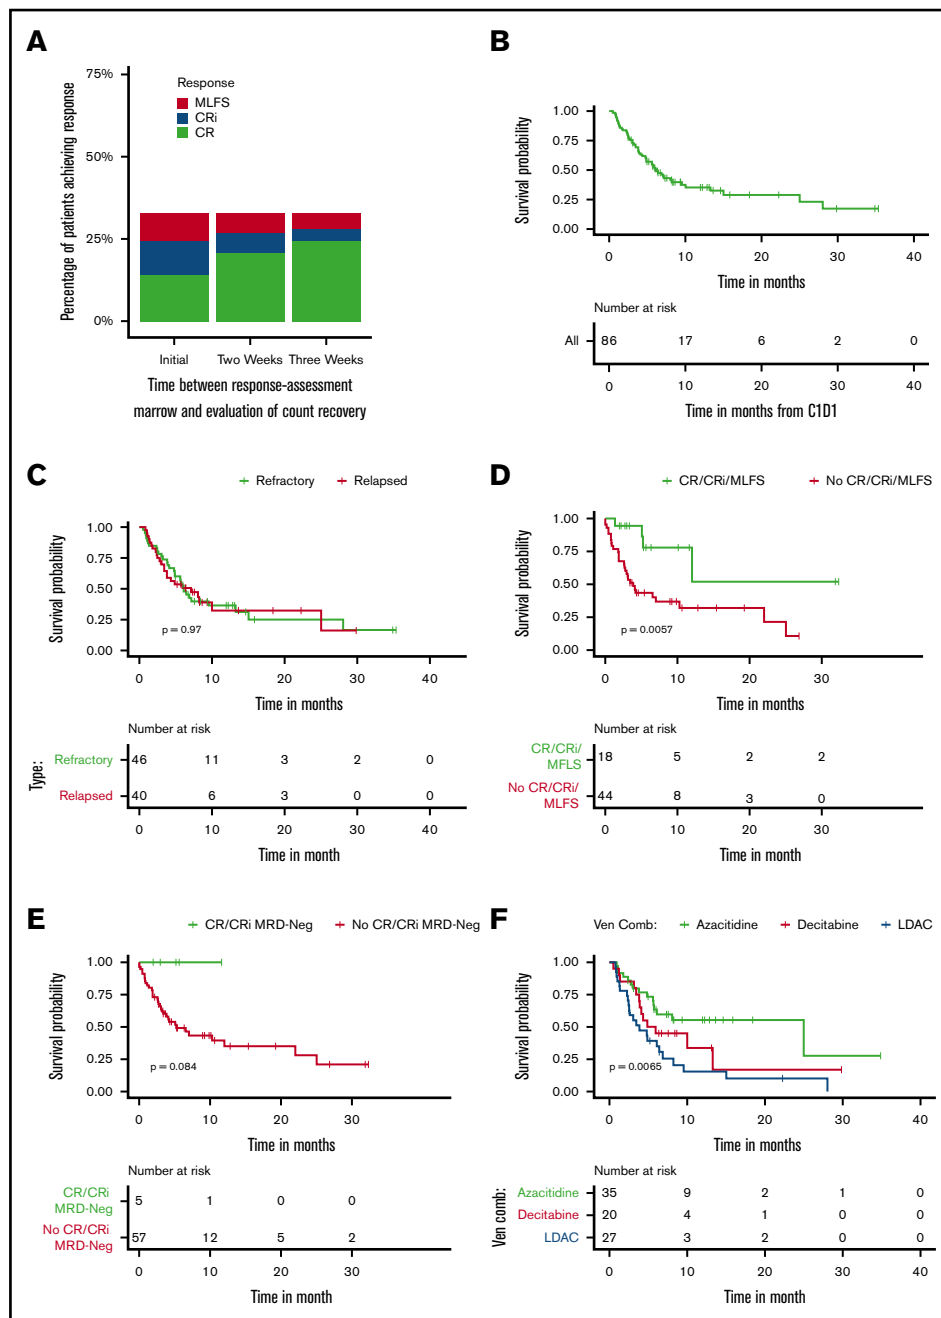 A
Percentage of patients achieving response
75%
50%
25%
0%
Response
MLFS
CRi
CR
Initial
Two Weeks
Three Weeks
Time between response-assessment
marrow and evaluation of count recovery
B
Survival probability
1.00
0.75
0.50
0.25
0.00
0 10 20 30 40
Time in months
Number at risk
All 86 17 6 2 0
0 10 20 30 40
Time in months from C1D1
C
Refractory Relapsed
Survival probability
1.00
0.75
0.50
0.25
0.00
p = 0.97
0 10 20 30 40
Time in months
Number at risk
Type:
Refractory 46 11 3 2 0
Relapsed 40 6 3 0 0
0 10 20 30 40
Time in month
D
CR/CRi/MLFS No CR/CRi/MLFS
Survival probability
1.00
0.75
0.50
0.25
0.00
p = 0.0057
0 10 20 30
Time in months
Number at risk
CR/CRi/
MFLS
18 5 2 2
No CR/CRi/
MLFS
44 8 3 0
0 10 20 30
Time in months
E
CR/CRi MRD-Neg No CR/CRi MRD-Neg
Survival probability
1.00
0.75
0.50
0.25
0.00
p = 0.084
0 10 20 30
Time in months
Number at risk
CR/CRi
MRD-Neg
5 1 0 0
No CR/CRi
MRD-Neg
57 12 5 2
0 10 20 30
Time in month
F
Ven Comb: Azacitidine Decitabine LDAC
Survival probability
1.00
0.75
0.50
0.25
0.00
p = 0.0065
0 10 20 30 40
Time in months
Number at risk
Ven comb:
Azacitidine 35 9 2 1 0
Decitabine 20 4 1 0 0
LDAC 27 3 2 0 0
0 10 20 30 40
Time in month